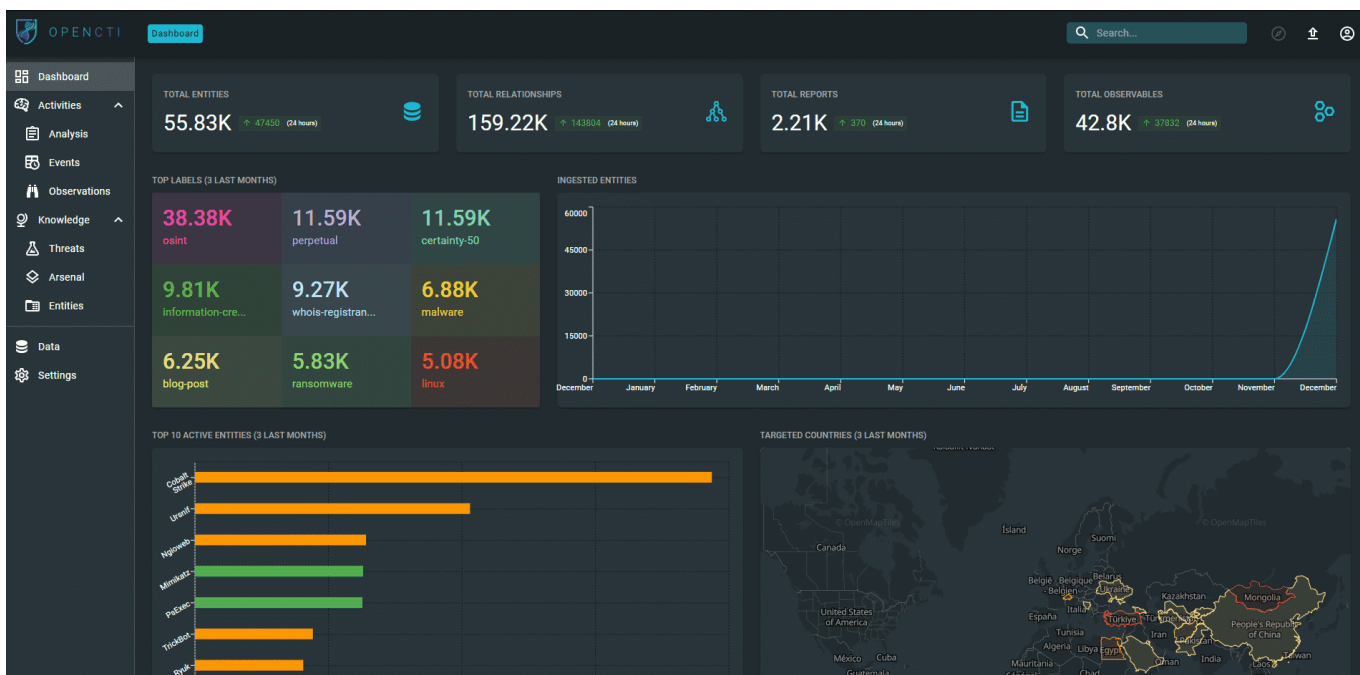 OPENCTI
Dashboard
Search...
Dashboard
Activities
Analysis
Events
Observations
Knowledge
Threats
Arsenal
Entities
Data
Settings
TOTAL ENTITIES
55.83K 47450 (24 hours)
TOTAL RELATIONSHIPS
159.22K 143804 (24 hours)
TOTAL REPORTS
2.21K 370 (24 hours)
TOTAL OBSERVABLES
42.8K 37832 (24 hours)
TOP LABELS (3 LAST MONTHS)
38.38K
osint
11.59K
perpetual
11.59K
certainty-50
9.81K
information-cre...
9.27K
whois-registran...
6.88K
malware
6.25K
blog-post
5.83K
ransomware
5.08K
linux
INGESTED ENTITIES
60000
45000
30000
15000
0
December January February March April May June July August September October November December
TOP 10 ACTIVE ENTITIES (3 LAST MONTHS)
Cobalt
Strike
Ursnif
Ngioweb
Mimikatz
PsExec
TrickBot
Ryuk
TARGETED COUNTRIES (3 LAST MONTHS)
© OpenMapTiles
© OpenMapTiles
Ísland
Suomi
Norge
Canada
België
Belgique
- Belgien
Belarus
Ukraine
Kazakhstan
Mongolia
United States
of America
España
Italia
Türkiye
People's Republic
of China
Tunisia
Iran
Pakistan
Algeria
Libya
Egypt
México
Cuba
Oman
India
Laos
Taiwan
Mauritania
Chad
Guatemala